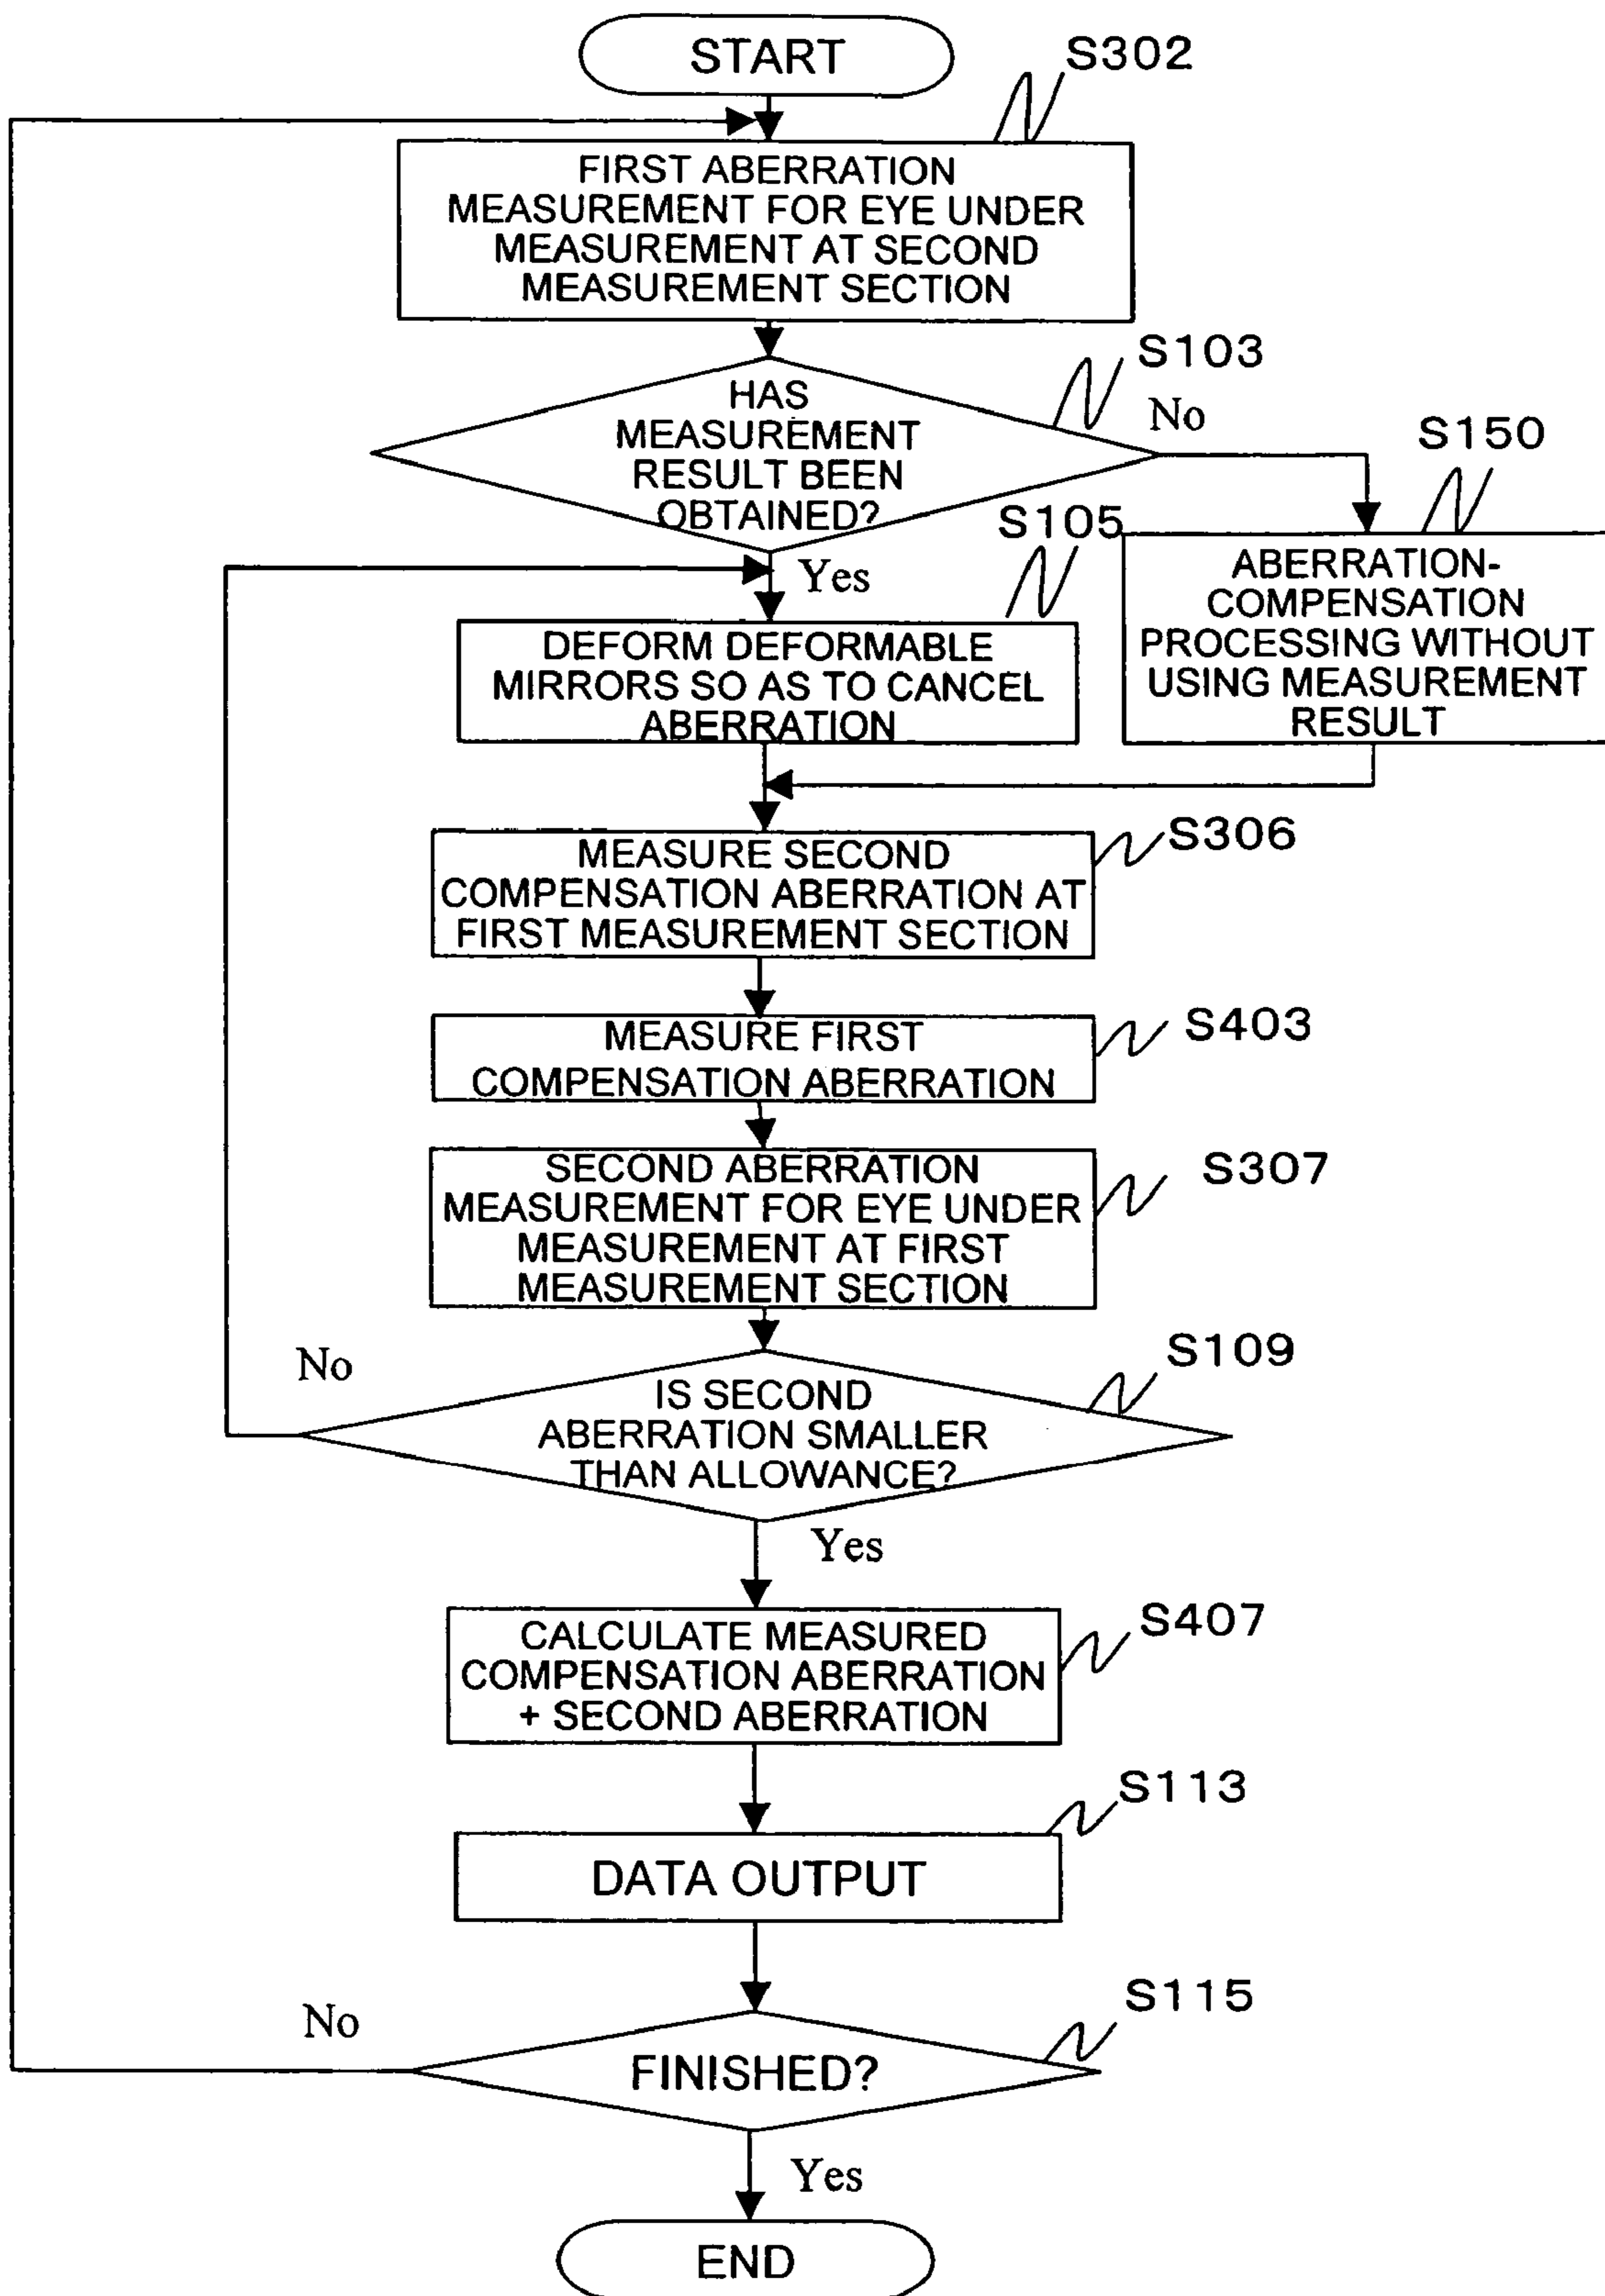 START
S302
FIRST ABERRATION
MEASUREMENT FOR EYE UNDER
MEASUREMENT AT SECOND
MEASUREMENT SECTION
S103
HAS
MEASUREMENT
RESULT BEEN
OBTAINED?
No
S150
ABERRATION-
COMPENSATION
PROCESSING WITHOUT
USING MEASUREMENT
RESULT
Yes
S105
DEFORM DEFORMABLE
MIRRORS SO AS TO CANCEL
ABERRATION
S306
MEASURE SECOND
COMPENSATION ABERRATION AT
FIRST MEASUREMENT SECTION
S403
MEASURE FIRST
COMPENSATION ABERRATION
S307
SECOND ABERRATION
MEASUREMENT FOR EYE UNDER
MEASUREMENT AT FIRST
MEASUREMENT SECTION
No
S109
IS SECOND
ABERRATION SMALLER
THAN ALLOWANCE?
Yes
S407
CALCULATE MEASURED
COMPENSATION ABERRATION
+ SECOND ABERRATION
S113
DATA OUTPUT
No
S115
FINISHED?
Yes
END